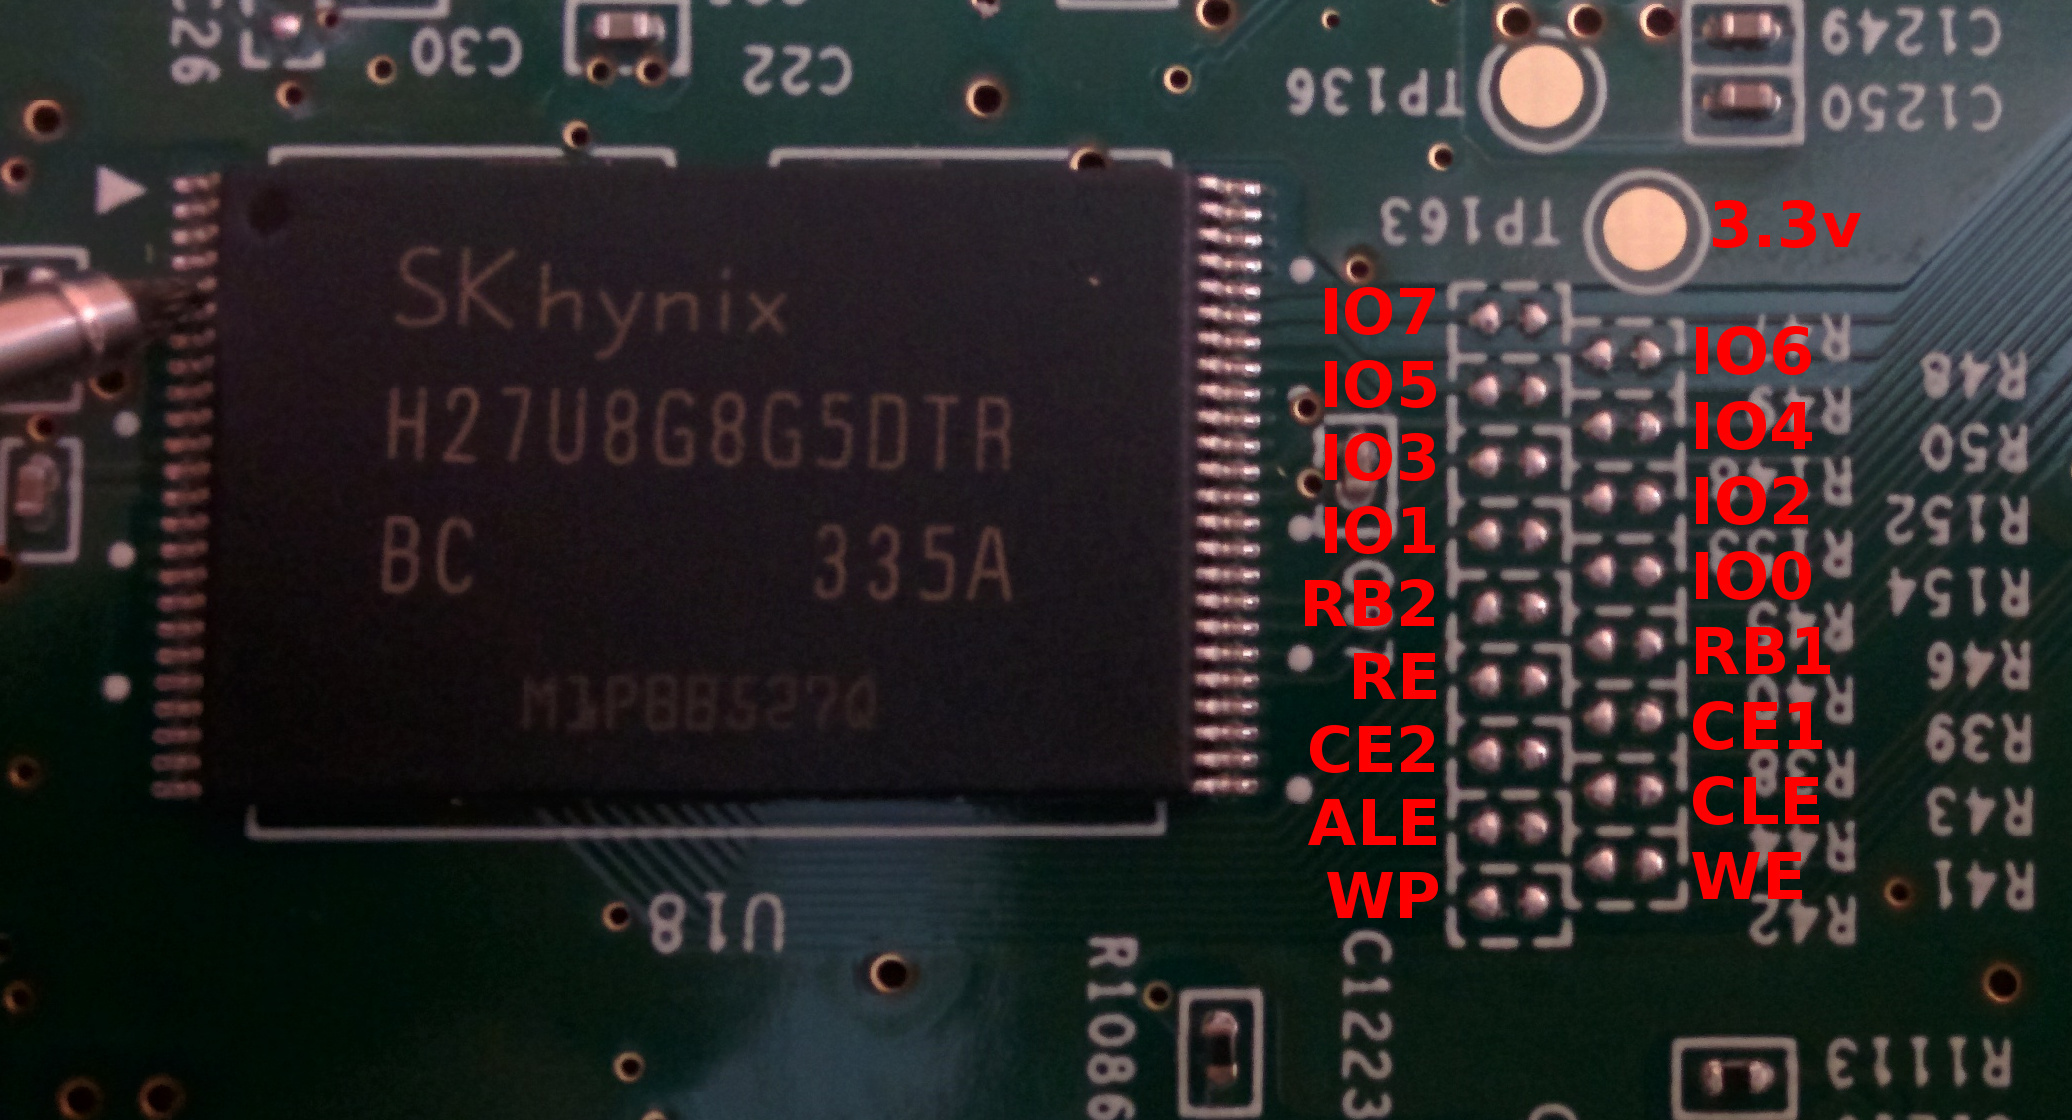 C26
C30
C22
C1249
TP136
C1250
TP163
3.3v
SKhynix
IO7
IO6
R48
IO5
H27U8G8G5DTR
IO4
R50
IO3
IO2
R152
BC 335A
IO1
IO0
R154
RB2
RB1
R46
RE
M1PBB527Q
CE1
R39
CE2
CLE
R43
ALE
WE
R41
WP
R42
U18
R1086
C1223
R1113